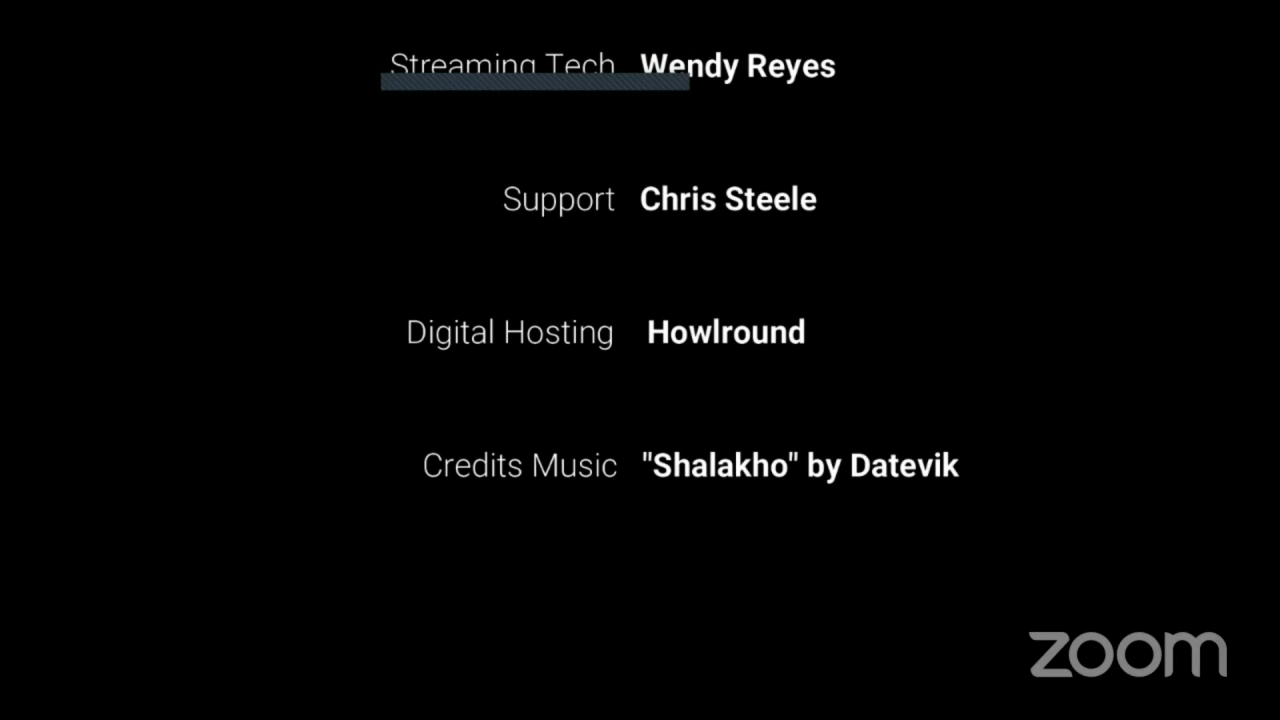 Streaming Tech Wendy Reyes
Support Chris Steele
Digital Hosting Howlround
Credits Music "Shalakho" by Datevik
zoom